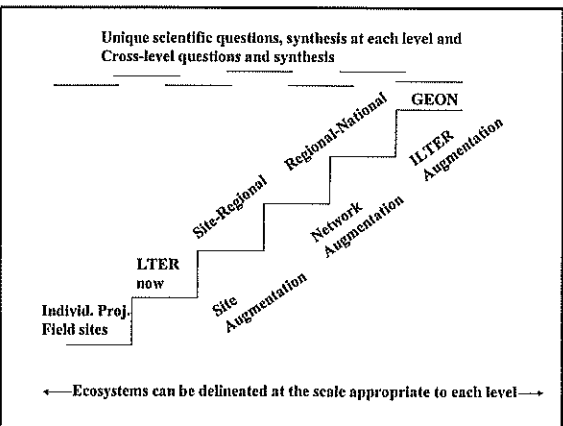 Unique scientific questions, synthesis at each level and
Cross-level questions and synthesis
GEON
Regional-National
ILTER
Augmentation
Site-Regional
Network
Augmentation
LTER
now
Site
Augmentation
Individ. Proj.
Field sites
Ecosystems can be delineated at the scale appropriate to each level